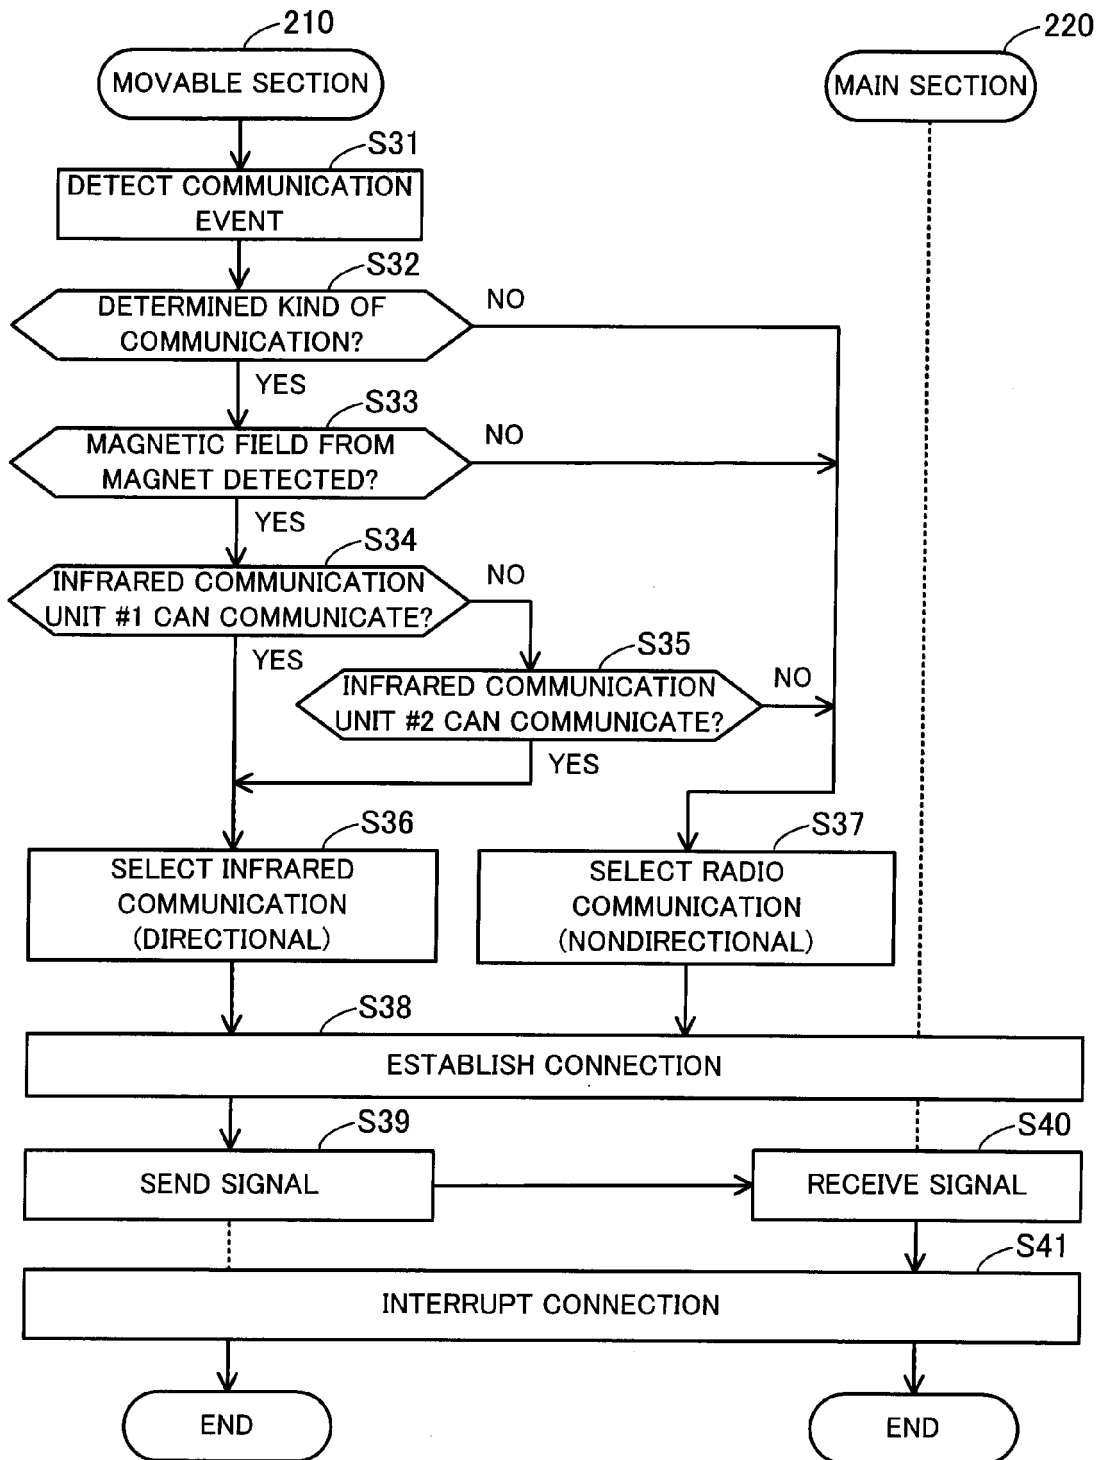 210
220
MOVABLE SECTION
MAIN SECTION
S31
DETECT COMMUNICATION
EVENT
S32
DETERMINED KIND OF
COMMUNICATION?
NO
YES
S33
MAGNETIC FIELD FROM
MAGNET DETECTED?
NO
YES
S34
INFRARED COMMUNICATION
UNIT #1 CAN COMMUNICATE?
NO
YES
S35
INFRARED COMMUNICATION
UNIT #2 CAN COMMUNICATE?
NO
YES
S36
SELECT INFRARED
COMMUNICATION
(DIRECTIONAL)
S37
SELECT RADIO
COMMUNICATION
(NONDIRECTIONAL)
S38
ESTABLISH CONNECTION
S39
SEND SIGNAL
S40
RECEIVE SIGNAL
S41
INTERRUPT CONNECTION
END
END